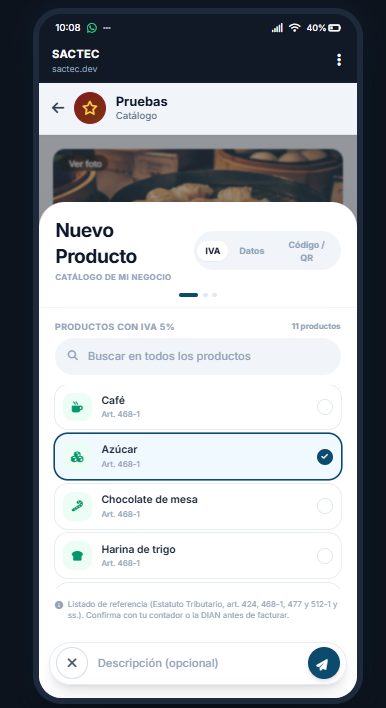 10:08
40%
SACTEC
sactec.dev
Pruebas
Catálogo
Ver foto
Nuevo
Producto
CATÁLOGO DE MI NEGOCIO
IVA
Datos
Código /
QR
PRODUCTOS CON IVA 5%
11 productos
Buscar en todos los productos
Café
Art. 468-1
Azúcar
Art. 468-1
Chocolate de mesa
Art. 468-1
Harina de trigo
Art. 468-1
Listado de referencia (Estatuto Tributario, art. 424, 468-1, 477 y 512-1 y
ss.). Confirma con tu contador o la DIAN antes de facturar.
Descripción (opcional)